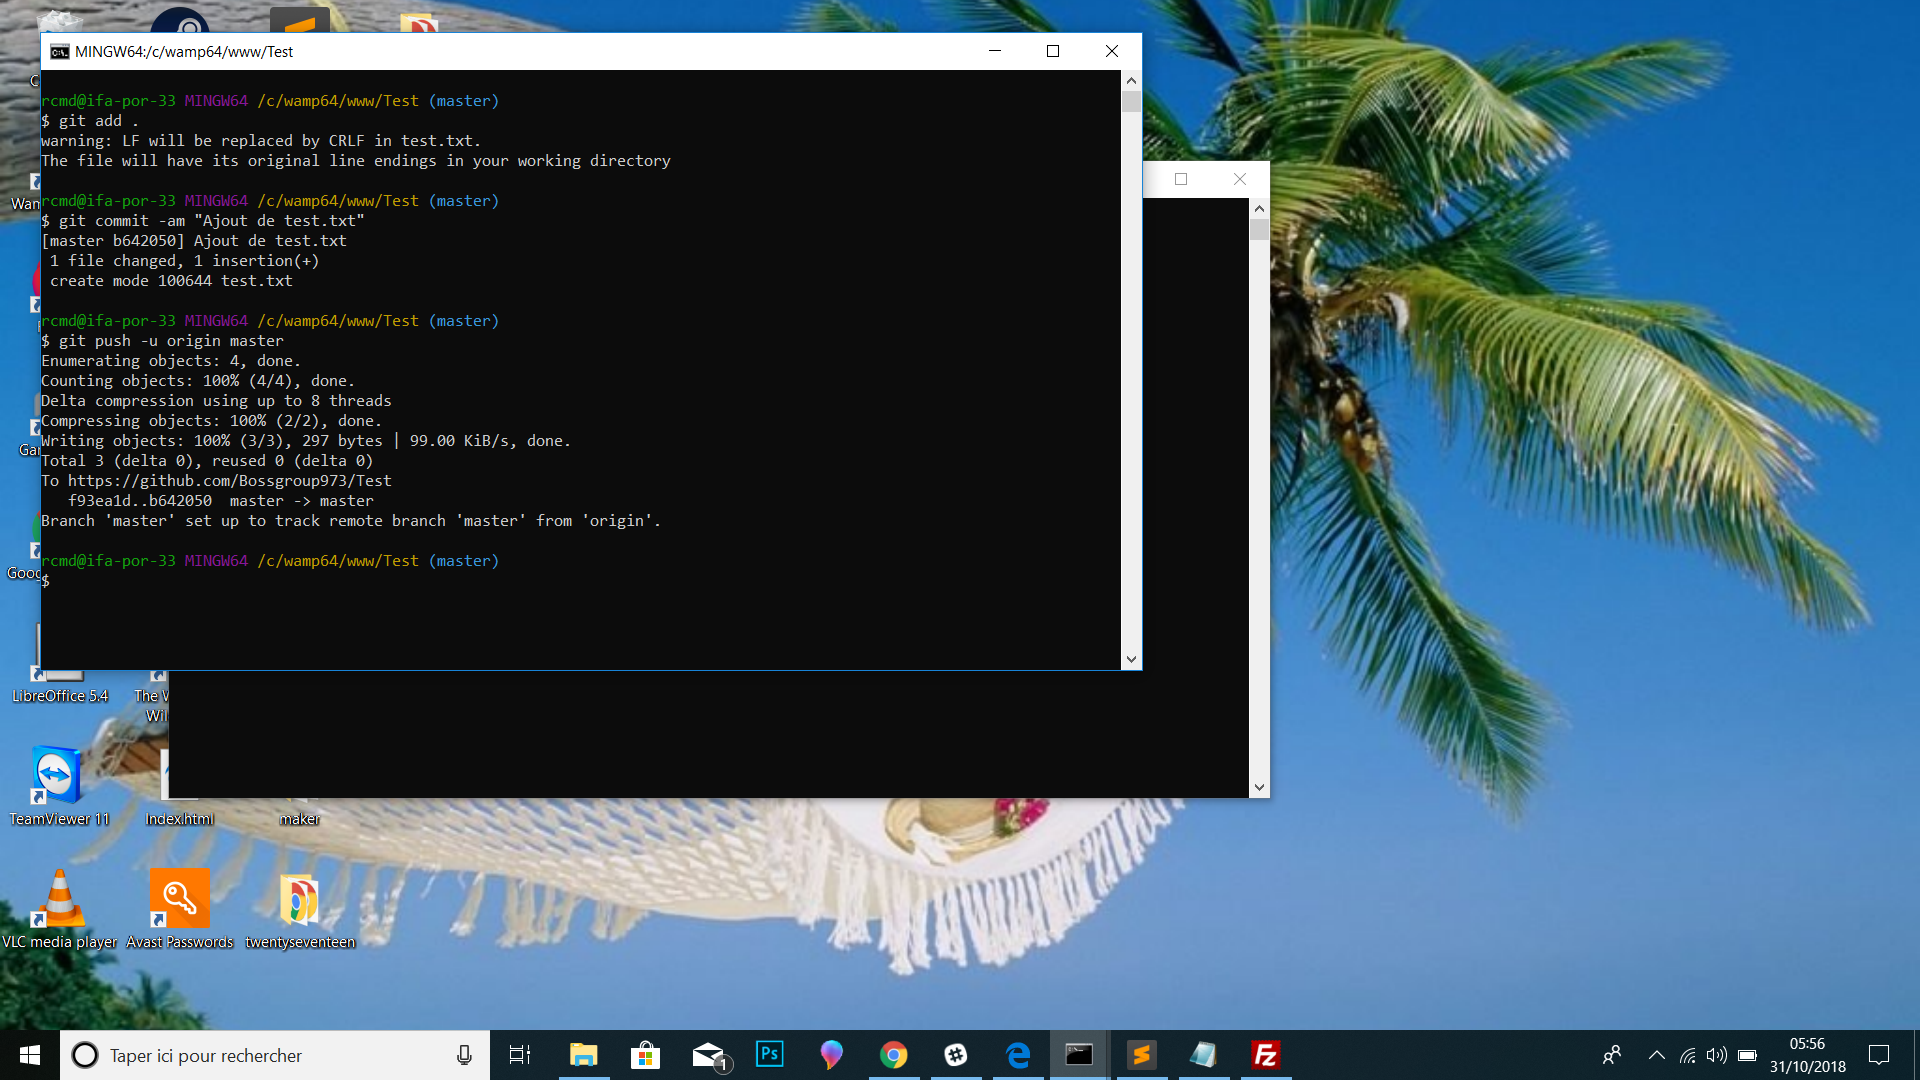 MINGW64:/c/wamp64/www/Test
rcmd@ifa-por-33 MINGW64 /c/wamp64/www/Test (master)
$ git add .
warning: LF will be replaced by CRLF in test.txt.
The file will have its original line endings in your working directory
rcmd@ifa-por-33 MINGW64 /c/wamp64/www/Test (master)
$ git commit -am "Ajout de test.txt"
[master b642050] Ajout de test.txt
1 file changed, 1 insertion(+)
create mode 100644 test.txt
rcmd@ifa-por-33 MINGW64 /c/wamp64/www/Test (master)
$ git push -u origin master
Enumerating objects: 4, done.
Counting objects: 100% (4/4), done.
Delta compression using up to 8 threads
Compressing objects: 100% (2/2), done.
Writing objects: 100% (3/3), 297 bytes | 99.00 KiB/s, done.
Total 3 (delta 0), reused 0 (delta 0)
To https://github.com/Bossgroup973/Test
f93ea1d..b642050  master -> master
Branch 'master' set up to track remote branch 'master' from 'origin'.
rcmd@ifa-por-33 MINGW64 /c/wamp64/www/Test (master)
$
LibreOffice 5.4
The
TeamViewer 11
Index.html
maker
VLC media player
Avast Passwords
twentyseventeen
Taper ici pour rechercher
1
Ps
Fz
05:56
31/10/2018